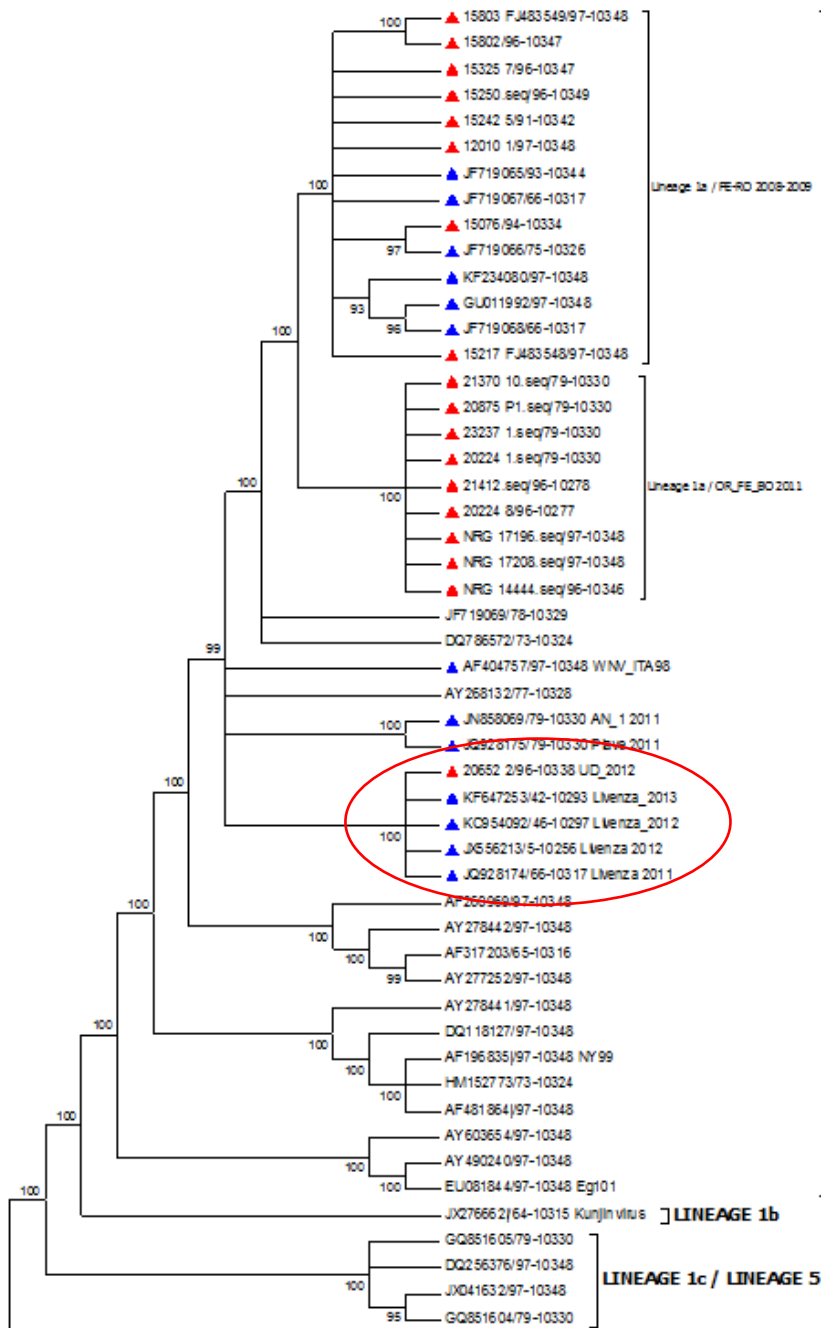 15803 FJ483549/97-10348
100
15802/96-10347
15325 7/96-10347
15250.seq/96-10349
15242 5/91-10342
12010 1/97-10348
JF719065/93-10344
100
Lineage 1a / FE-RO 2008-2009
JF719067/66-10317
15076/94-10334
97
JF719066/75-10326
KF234080/97-10348
93
GU011992/97-10348
96
JF719068/66-10317
100
15217 FJ483548/97-10348
21370 10.seq/79-10330
20875 P1.seq/79-10330
23237 1.seq/79-10330
20224 1.seq/79-10330
100
100
21412.seq/96-10278
Lineage 1a / OR_FE_BO 2011
20224 8/96-10277
NRG 17196.seq/97-10348
NRG 17208.seq/97-10348
NRG 14444.seq/96-10346
JF719069/78-10329
DQ786572/73-10324
99
AF404757/97-10348 WNV_ITA98
AY268132/77-10328
100
JN858069/79-10330 AN_1 2011
JQ928175/79-10330 Piave 2011
20652 2/96-10338 UD_2012
KF647253/42-10293 Livenza_2013
KC954092/46-10297 Livenza_2012
100
JX556213/5-10256 Livenza 2012
JQ928174/66-10317 Livenza 2011
100
AF260969/97-10348
100
AY278442/97-10348
100
AF317203/65-10316
99
AY277252/97-10348
100
AY278441/97-10348
100
DQ118127/97-10348
100
AF196835|/97-10348 NY99
100
HM152773/73-10324
AF481864|/97-10348
100
AY603654/97-10348
100
AY490240/97-10348
100
EU081844/97-10348 Eg101
100
JX276662|/64-10315 Kunjin virus
LINEAGE 1b
GQ851605/79-10330
DQ256376/97-10348
LINEAGE 1c / LINEAGE 5
100
JX041632/97-10348
95
GQ851604/79-10330